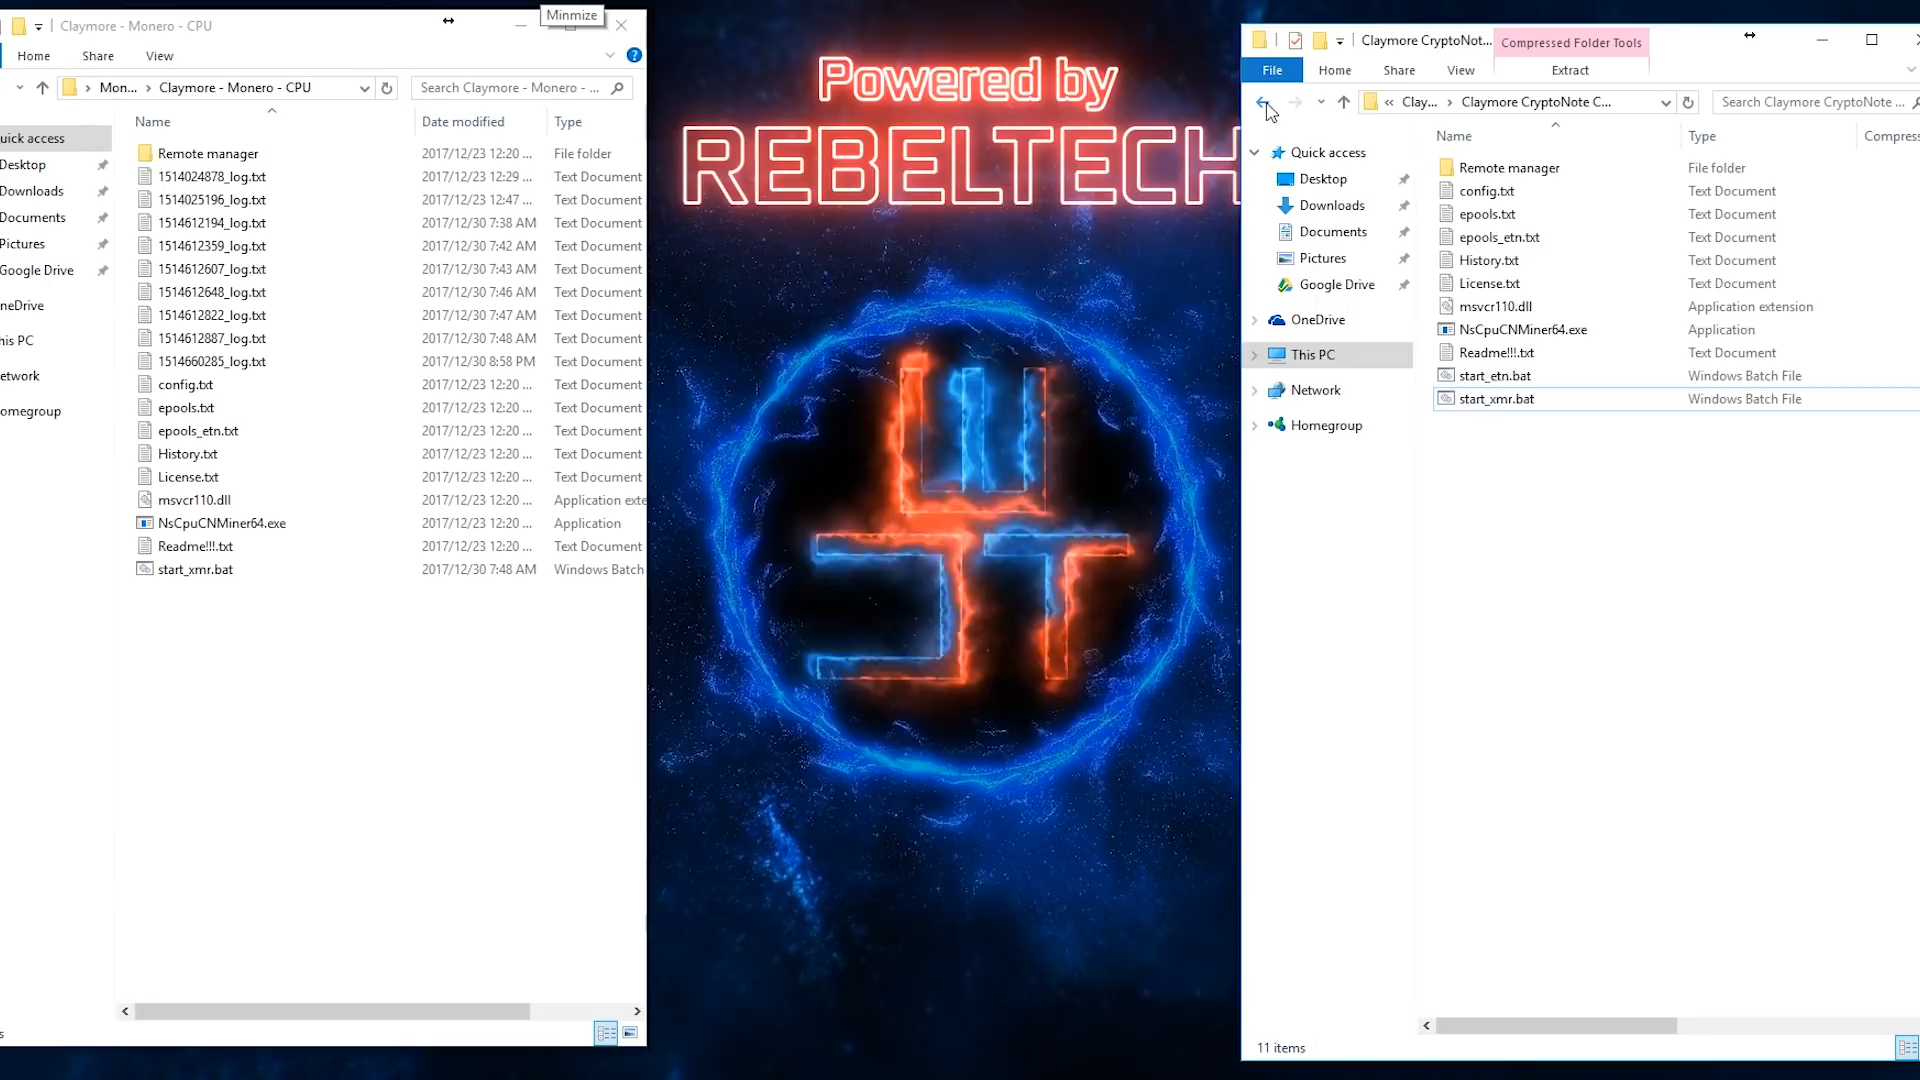 Claymore - Monero - CPU
Minmize
Home Share View
Mon... Claymore - Monero - CPU
Search Claymore - Monero - ...
Name Date modified Type
uick access
Desktop
Downloads
Documents
Pictures
Google Drive
neDrive
his PC
etwork
omegroup
Remote manager 2017/12/23 12:20 ... File folder
1514024878_log.txt 2017/12/23 12:29 ... Text Document
1514025196_log.txt 2017/12/23 12:47 ... Text Document
1514612194_log.txt 2017/12/30 7:38 AM Text Document
1514612359_log.txt 2017/12/30 7:42 AM Text Document
1514612607_log.txt 2017/12/30 7:43 AM Text Document
1514612648_log.txt 2017/12/30 7:46 AM Text Document
1514612822_log.txt 2017/12/30 7:47 AM Text Document
1514612887_log.txt 2017/12/30 7:48 AM Text Document
1514660285_log.txt 2017/12/30 8:58 PM Text Document
config.txt 2017/12/23 12:20 ... Text Document
epools.txt 2017/12/23 12:20 ... Text Document
epools_etn.txt 2017/12/23 12:20 ... Text Document
History.txt 2017/12/23 12:20 ... Text Document
License.txt 2017/12/23 12:20 ... Text Document
msvcr110.dll 2017/12/23 12:20 ... Application exte
NsCpuCNMiner64.exe 2017/12/23 12:20 ... Application
Readme!!!.txt 2017/12/23 12:20 ... Text Document
start_xmr.bat 2017/12/30 7:48 AM Windows Batch
s
Powered by
REBELTECH
Claymore CryptoNot... Compressed Folder Tools
File Home Share View Extract
« Clay... Claymore CryptoNote C...
Search Claymore CryptoNote ...
Name Type Compress
Quick access
Desktop
Downloads
Documents
Pictures
Google Drive
OneDrive
This PC
Network
Homegroup
Remote manager File folder
config.txt Text Document
epools.txt Text Document
epools_etn.txt Text Document
History.txt Text Document
License.txt Text Document
msvcr110.dll Application extension
NsCpuCNMiner64.exe Application
Readme!!!.txt Text Document
start_etn.bat Windows Batch File
start_xmr.bat Windows Batch File
11 items